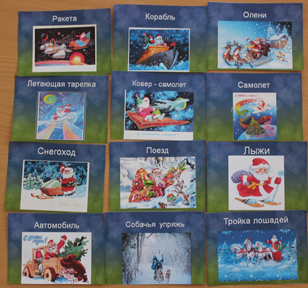 Ракета
Корабль
Олени
Летающая тарелка
Ковер - самолет
Самолет
Снегоход
Поезд
Лыжи
Автомобиль
Собачья упряжь
Тройка лошадей